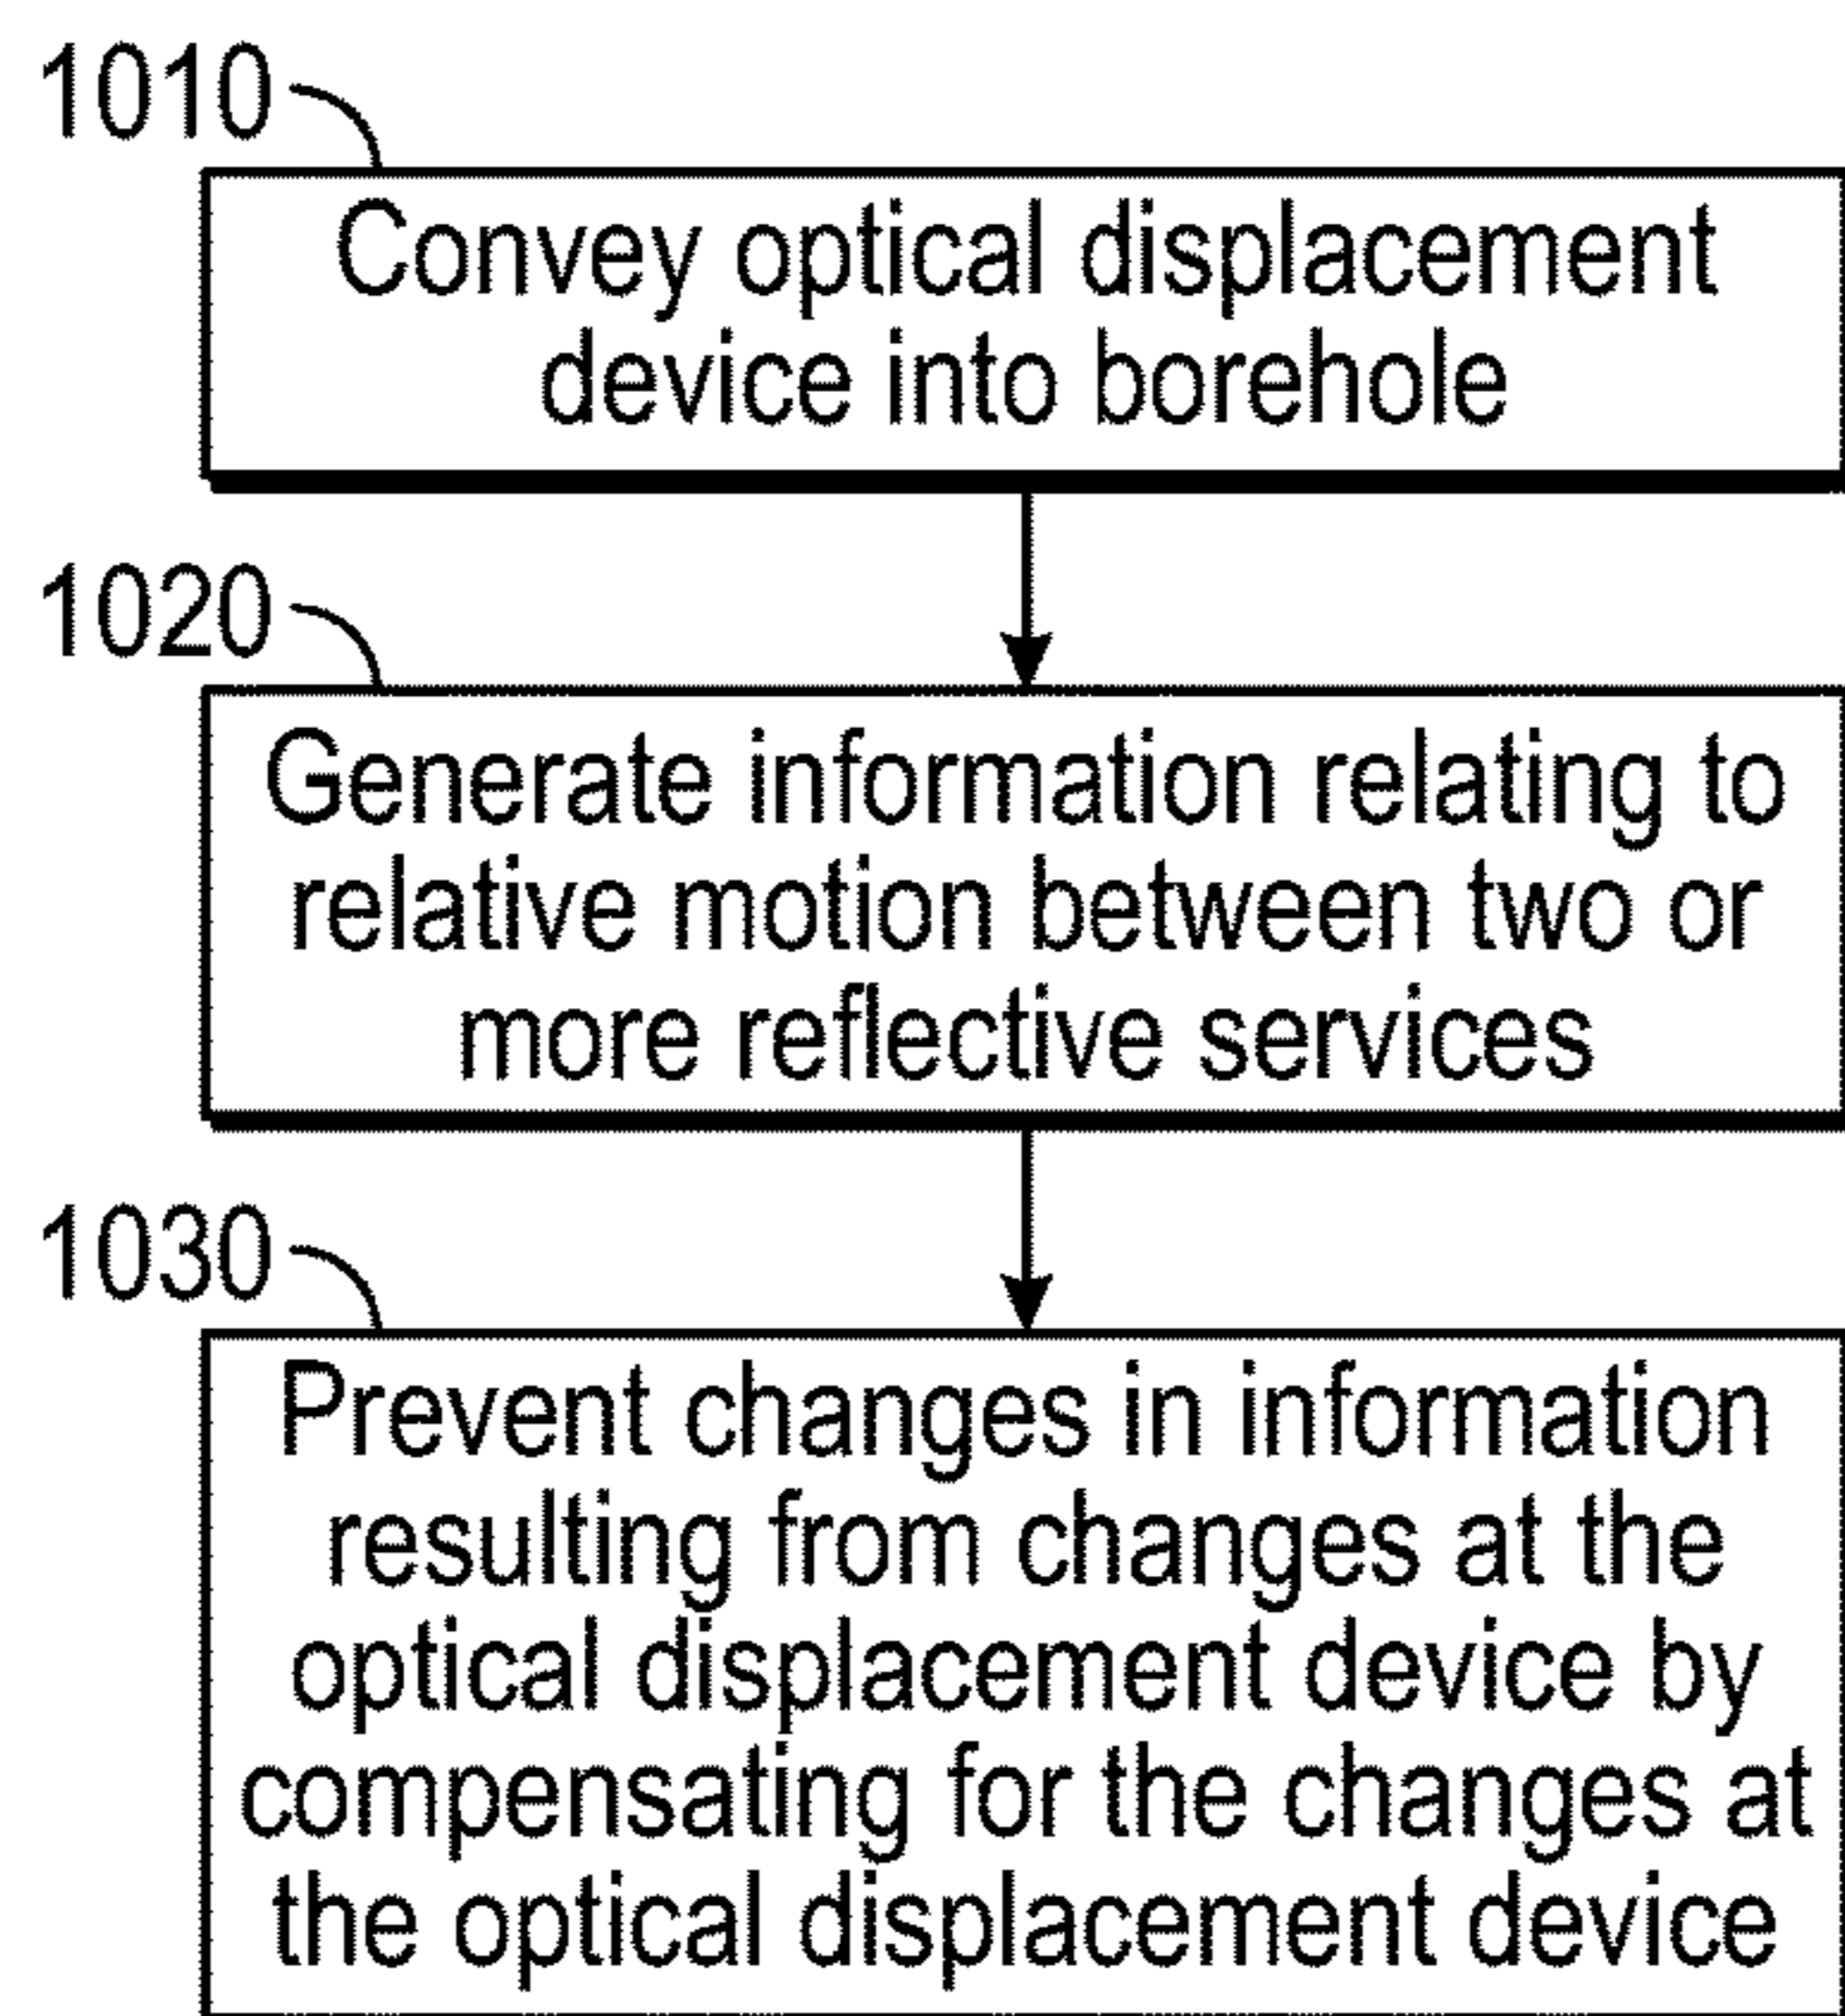 1010
Convey optical displacement
device into borehole
1020
Generate information relating to
relative motion between two or
more reflective services
1030
Prevent changes in information
resulting from changes at the
optical displacement device by
compensating for the changes at
the optical displacement device